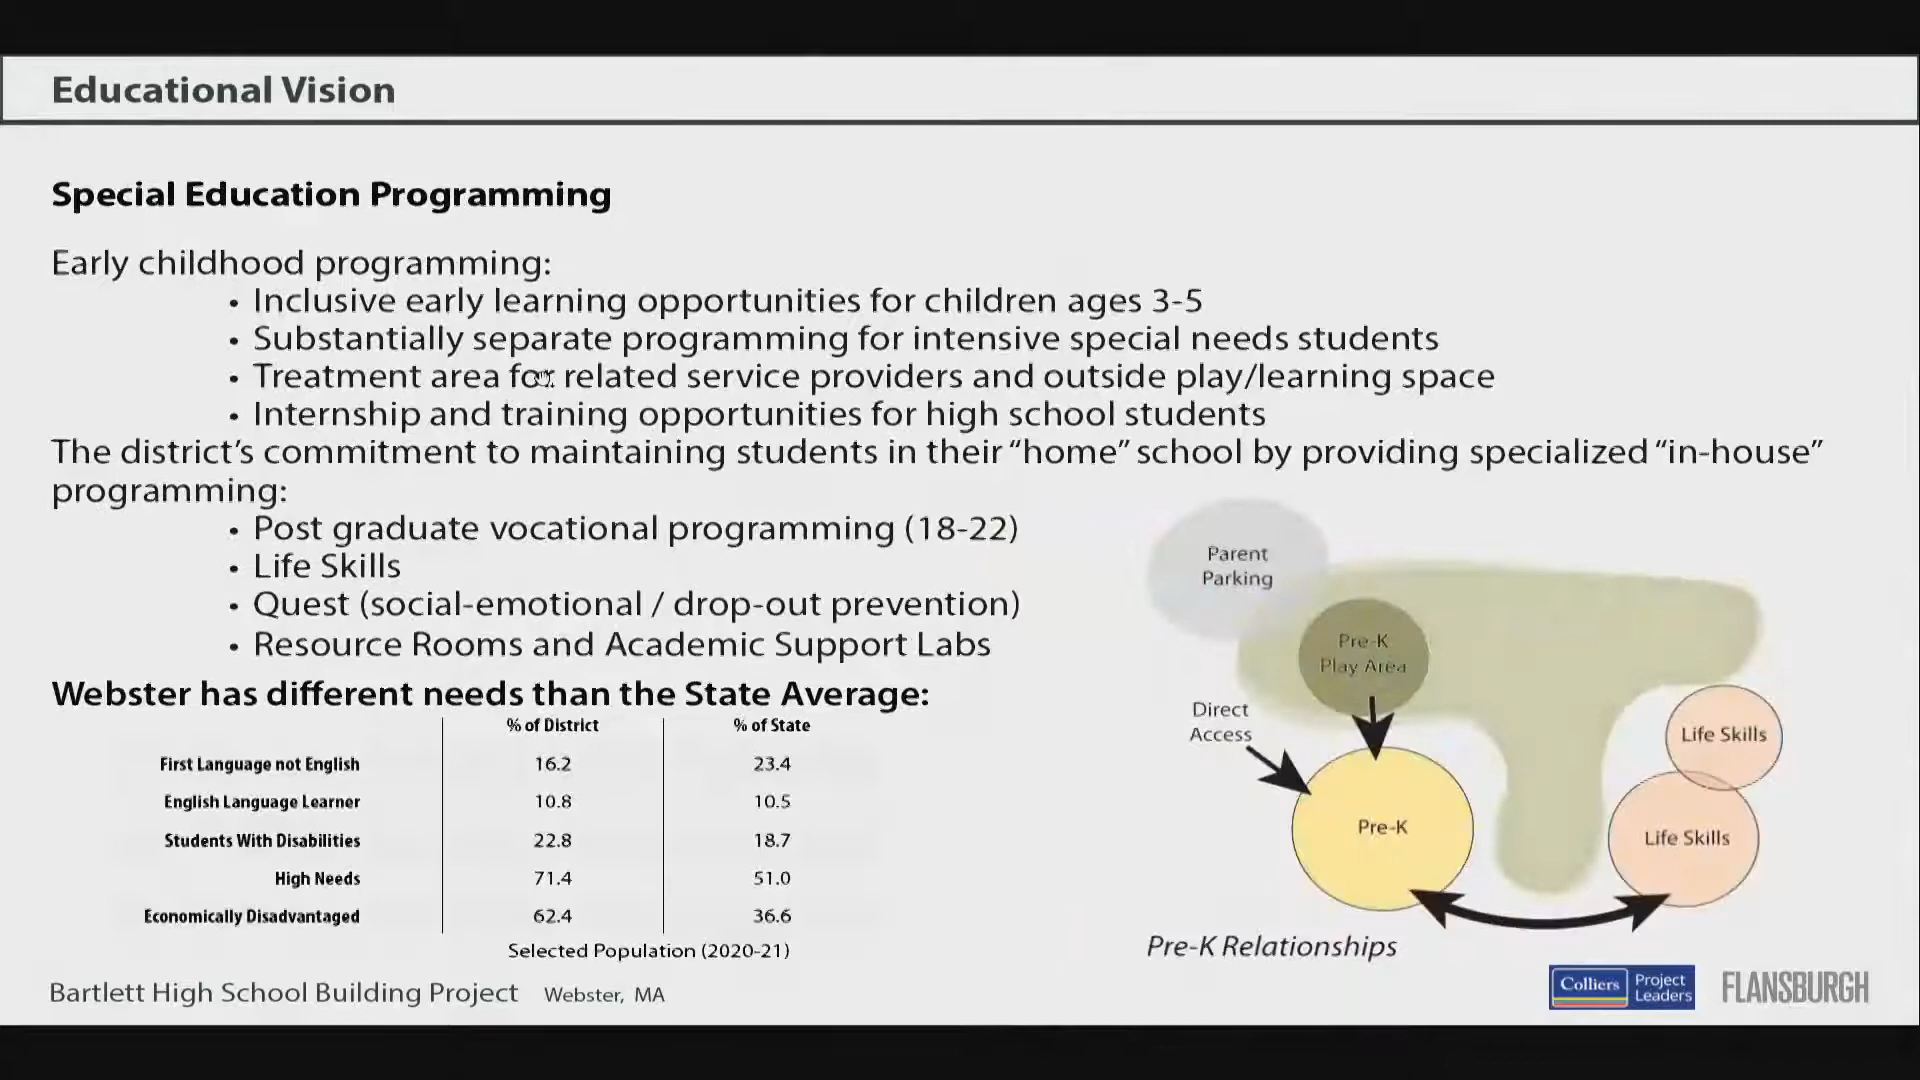 Educational Vision
Special Education Programming
Early childhood programming:
• Inclusive early learning opportunities for children ages 3-5
• Substantially separate programming for intensive special needs students
• Treatment area for related service providers and outside play/learning space
• Internship and training opportunities for high school students
The district’s commitment to maintaining students in their “home” school by providing specialized “in-house”
programming:
• Post graduate vocational programming (18-22)
• Life Skills
• Quest (social-emotional / drop-out prevention)
• Resource Rooms and Academic Support Labs
Webster has different needs than the State Average:
% of District % of State
First Language not English 16.2 23.4
English Language Learner 10.8 10.5
Students With Disabilities 22.8 18.7
High Needs 71.4 51.0
Economically Disadvantaged 62.4 36.6
Selected Population (2020-21)
Parent
Parking
Pre-K
Play Area
Direct
Access
Pre-K
Life Skills
Life Skills
Pre-K Relationships
Bartlett High School Building Project Webster, MA
Colliers Project
Leaders
FLANSBURGH